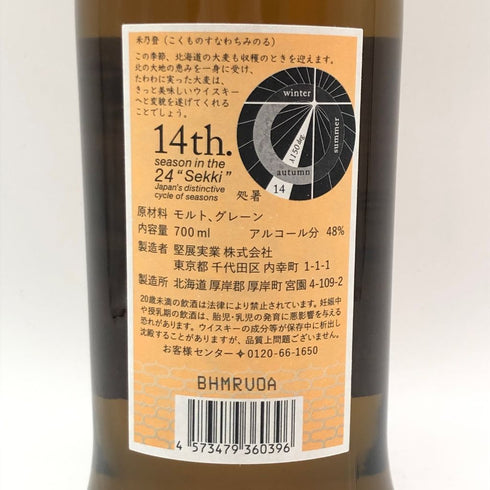 禾乃登（こくものすなわちみのる）
この季節、北海道の大麦も収穫のときを迎えます。
北の大地の恵みを一身に受け、
たわわに実った大麦は、
きっと美味しいウイスキー
へと変貌を遂げてくれる
ことでしょう。
14th.
season in the
24 "Sekki"
Japan's distinctive
cycle of seasons
処暑
winter
summer
autumn
λ150 deg
14
原材料 モルト、グレーン
内容量 700ml アルコール分 48%
製造者 堅展実業 株式会社
東京都 千代田区 内幸町 1-1-1
製造所 北海道 厚岸郡 厚岸町 宮園 4-109-2
20歳未満の飲酒は法律により禁止されています。妊娠中
や授乳期の飲酒は、胎児・乳児の発育に悪影響を与える
恐れがあります。ウイスキーの成分等が保存中に析出し
沈殿することがありますが、品質上問題ございません。
お客様センター✦0120-66-1650
BHMRUOA
4 573479 360396